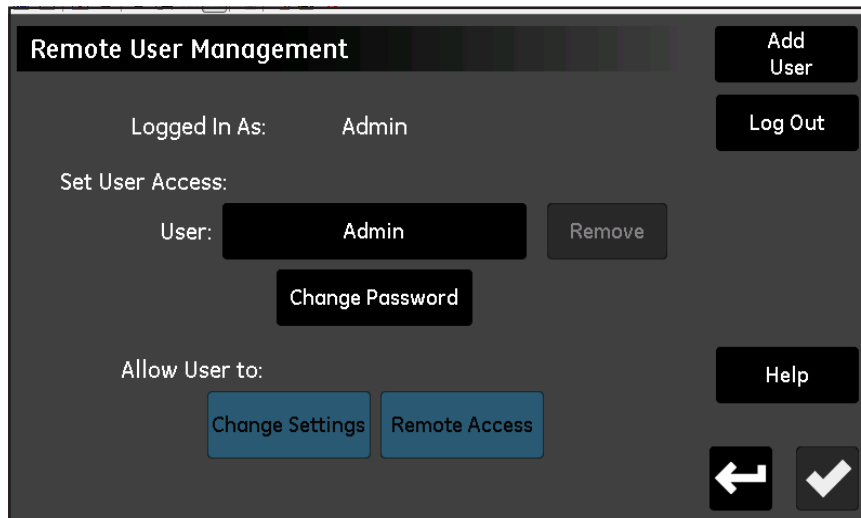 Remote User Management
Add
User
Logged In As: Admin
Log Out
Set User Access:
User: Admin Remove
Change Password
Allow User to:
Help
Change Settings Remote Access